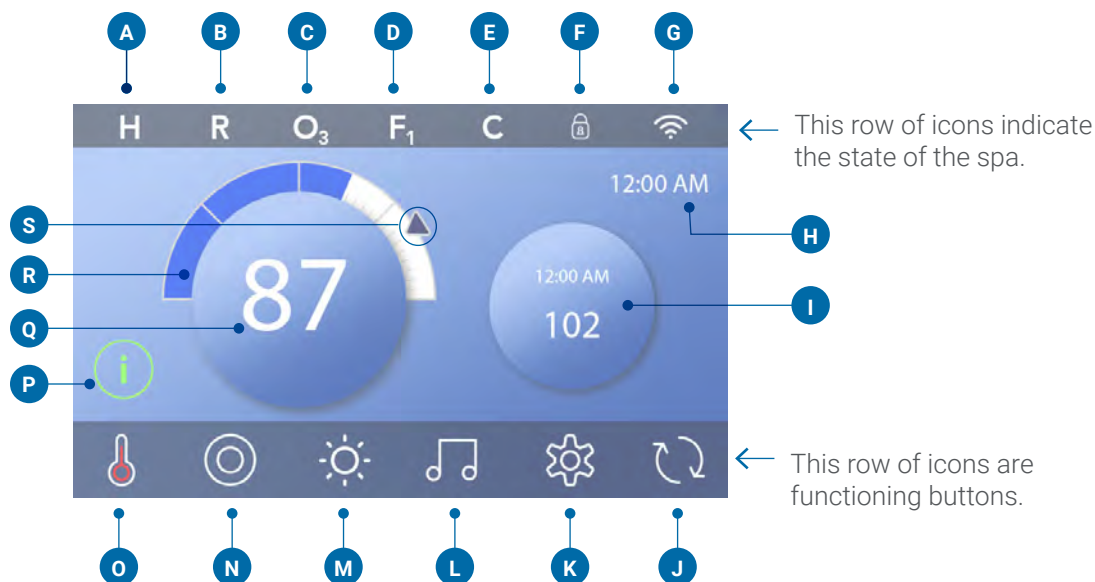 A B C D E F G
H R O₃ F₁ C 8
This row of icons indicate
the state of the spa.
12:00 AM
S
H
R
87
12:00 AM
I
Q
102
i
P
This row of icons are
functioning buttons.
O N M L K J